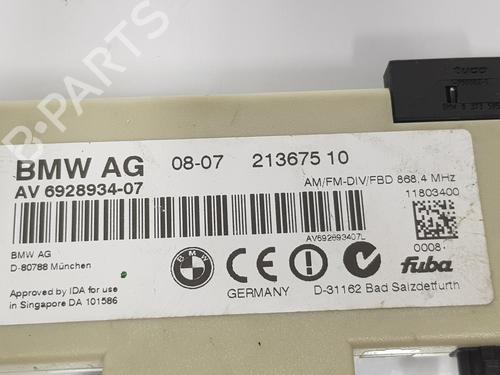 B-PARTS
BMW AG 08-07 213675 10
AV 6928934-07
AM/FM-DIV/FBD 868,4 MHz
11803400
AV692893407L
BMW AG
D-80788 München
BMW
0008
fuba
GERMANY D-31162 Bad Salzdetfurth
Approved by IDA for use
in Singapore DA 101586